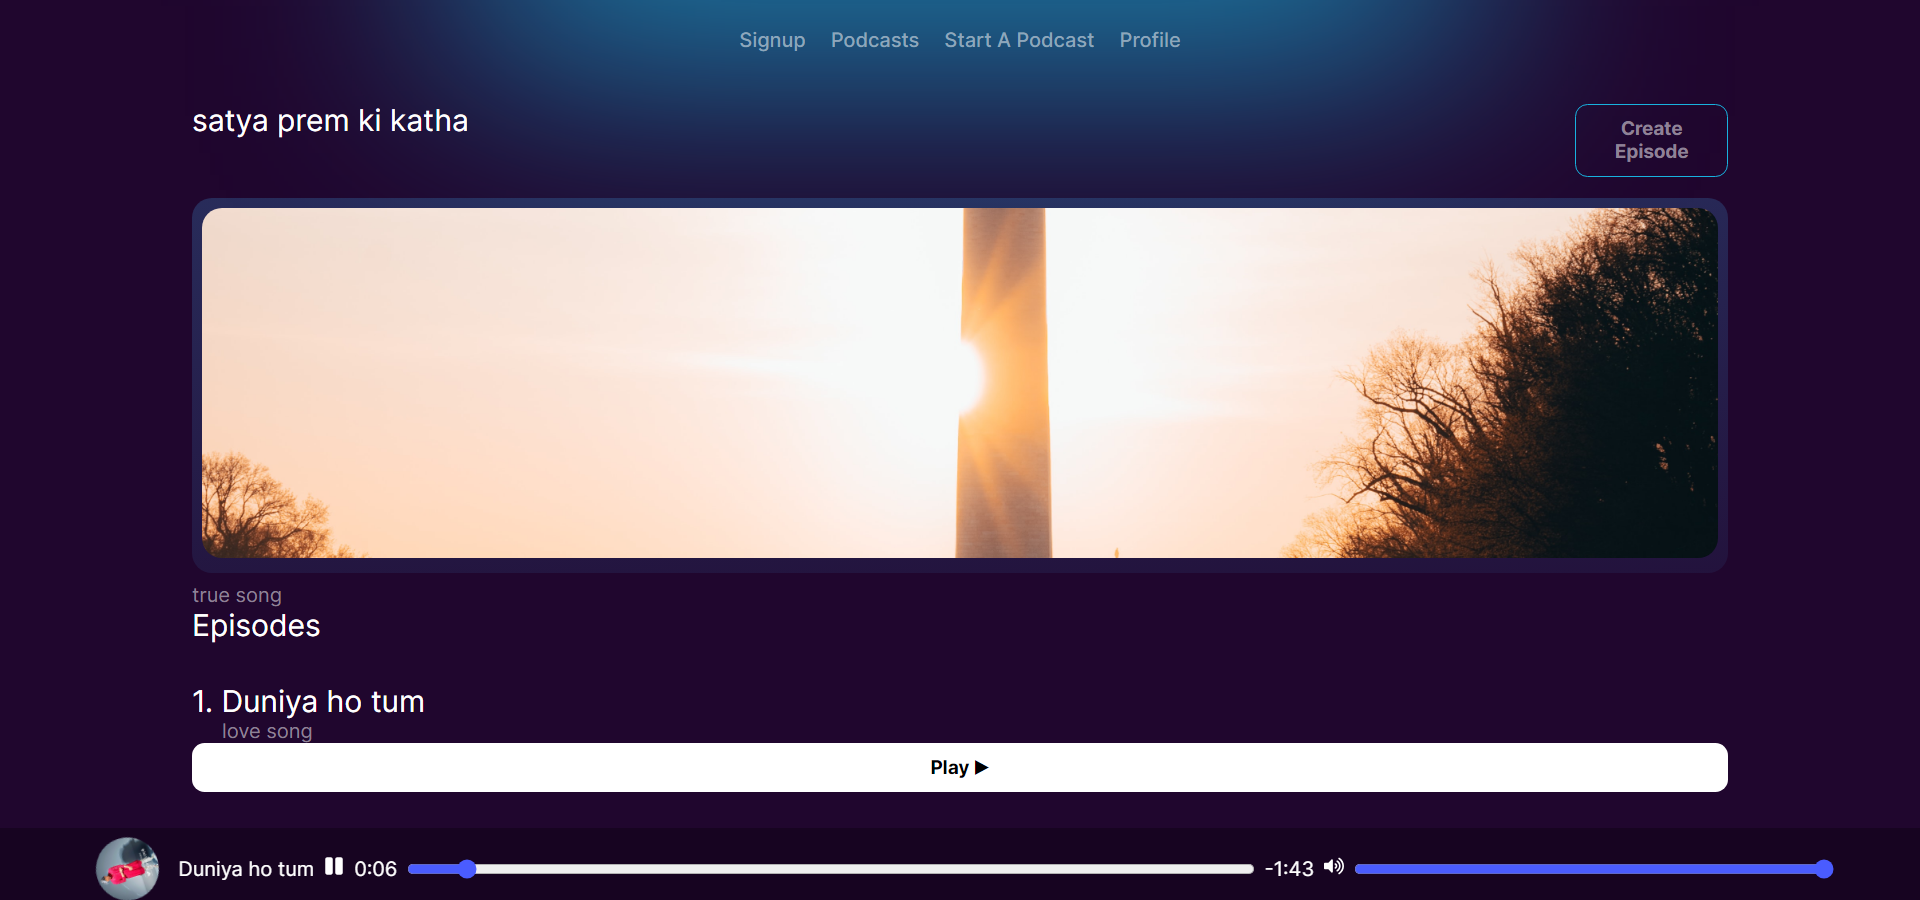 Signup Podcasts Start A Podcast Profile
satya prem ki katha
Create
Episode
true song
Episodes
1. Duniya ho tum
love song
Play ▶
Duniya ho tum 0:06 -1:43